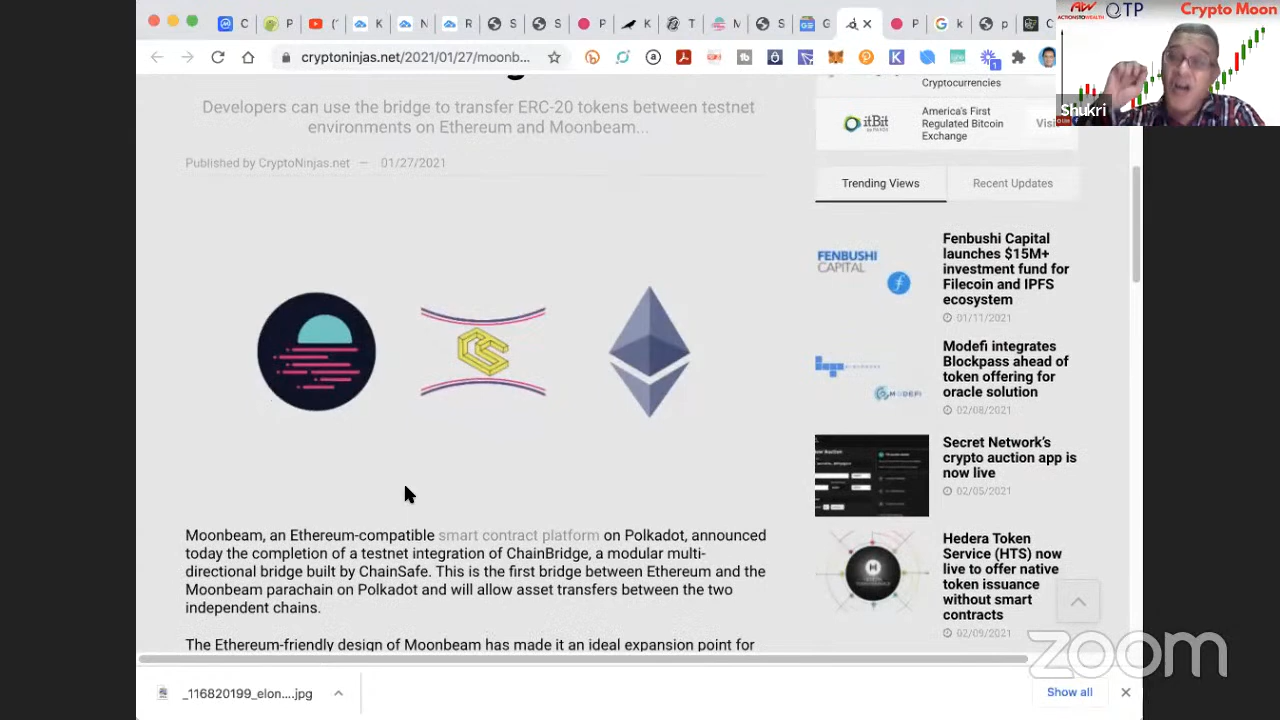 C
P
(
K
N
R
S
S
P
K
T
M
S
G
P
k
p
C
cryptoninjas.net/2021/01/27/moonb...
1
AW
ACTIONSTOWEALTH
OTP
Crypto Moon
Shukri
Developers can use the bridge to transfer ERC-20 tokens between testnet
environments on Ethereum and Moonbeam...
Published by CryptoNinjas.net — 01/27/2021
Cryptocurrencies
itBit
America's First
Regulated Bitcoin
Exchange
Visi
Trending Views
Recent Updates
FENBUSHI
CAPITAL
Fenbushi Capital
launches $15M+
investment fund for
Filecoin and IPFS
ecosystem
01/11/2021
MODEFI
Modefi integrates
Blockpass ahead of
token offering for
oracle solution
02/08/2021
Secret Network's
crypto auction app is
now live
02/05/2021
Hedera Token
Service (HTS) now
live to offer native
token issuance
without smart
contracts
02/09/2021
Moonbeam, an Ethereum-compatible smart contract platform on Polkadot, announced
today the completion of a testnet integration of ChainBridge, a modular multi-
directional bridge built by ChainSafe. This is the first bridge between Ethereum and the
Moonbeam parachain on Polkadot and will allow asset transfers between the two
independent chains.
The Ethereum-friendly design of Moonbeam has made it an ideal expansion point for
zoom
_116820199_elon....jpg
Show all